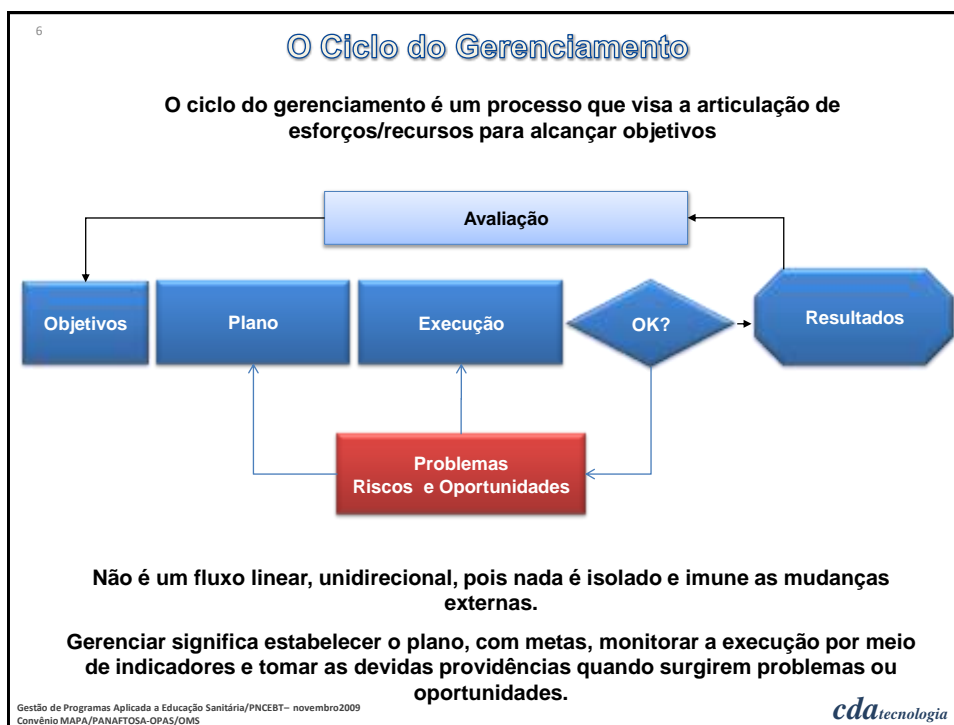 6
O Ciclo do Gerenciamento
O ciclo do gerenciamento é um processo que visa a articulação de
esforços/recursos para alcançar objetivos
Avaliação
Objetivos
Plano
Execução
OK?
Resultados
Problemas
Riscos e Oportunidades
Não é um fluxo linear, unidirecional, pois nada é isolado e imune as mudanças
externas.
Gerenciar significa estabelecer o plano, com metas, monitorar a execução por meio
de indicadores e tomar as devidas providências quando surgirem problemas ou
oportunidades.
Gestão de Programas Aplicada a Educação Sanitária/PNCEBT– novembro2009
Convênio MAPA/PANAFTOSA-OPAS/OMS
cdatecnologia